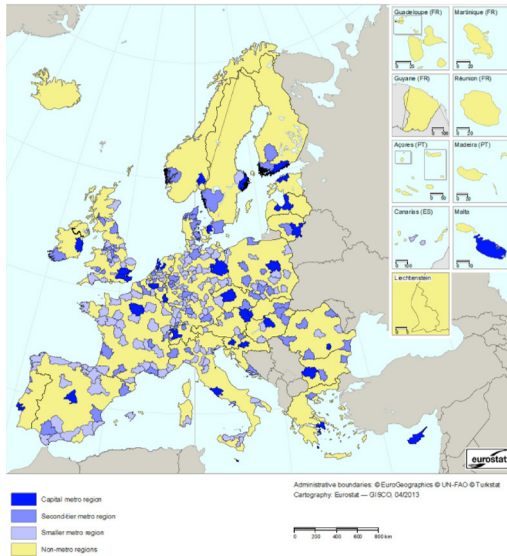 Guadeloupe (FR)
Martinique (FR)
Guyane (FR)
Réunion (FR)
Açores (PT)
Madeira (PT)
Canarias (ES)
Malta
Liechtenstein
eurostat
Administrative boundaries: © EuroGeographics © UN-FAO © Turkstat
Cartography: Eurostat — GISCO, 04/2013
Capital metro region
Second-tier metro region
Smaller metro region
Non-metro regions
0 200 400 600 800 km